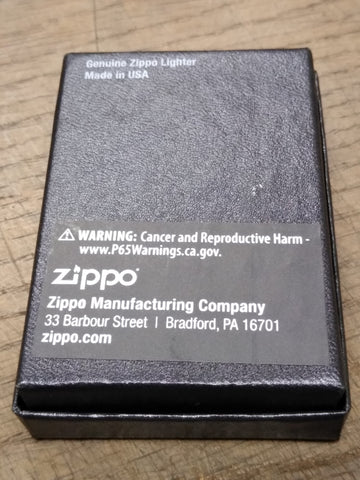 Genuine Zippo Lighter
Made in USA
⚠ WARNING: Cancer and Reproductive Harm -
www.P65Warnings.ca.gov.
zippo®
Zippo Manufacturing Company
33 Barbour Street | Bradford, PA 16701
zippo.com